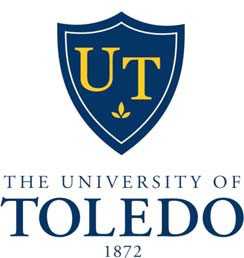 UT
THE UNIVERSITY OF
TOLEDO
1872